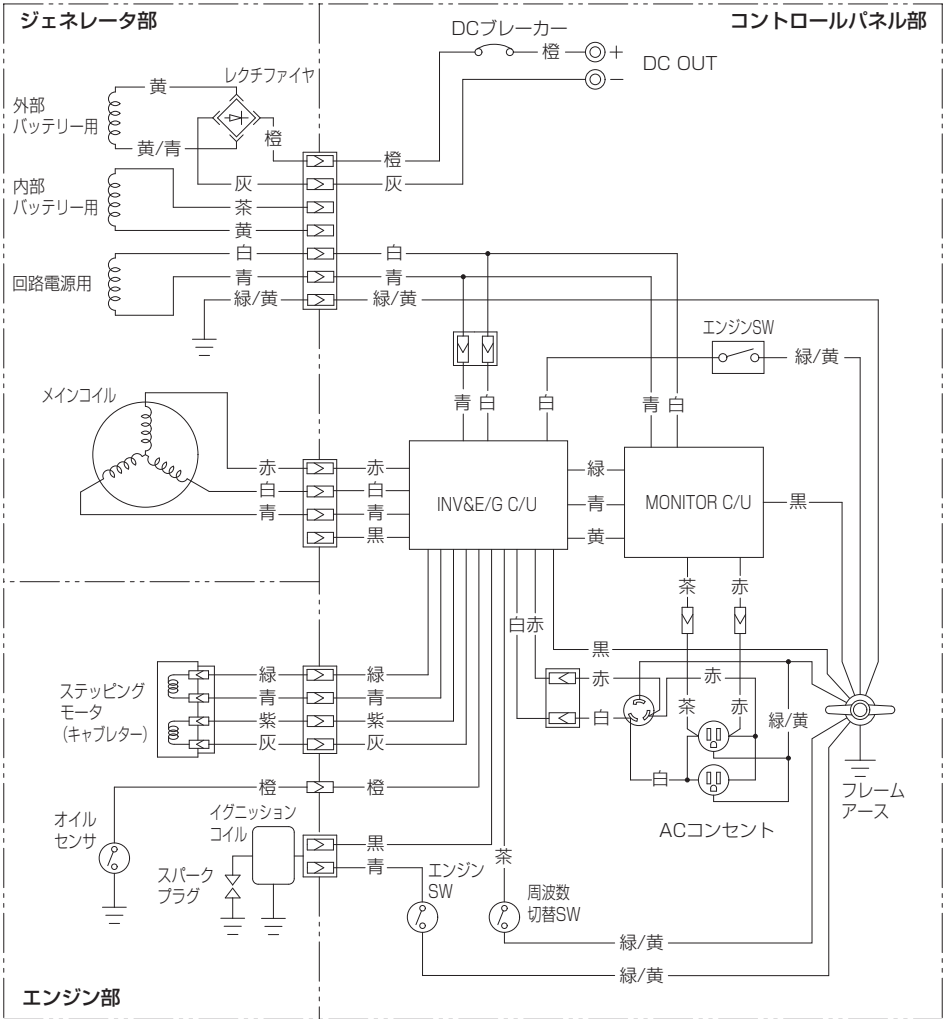 ジェネレータ部
コントロールパネル部
DCブレーカー
橙
+
DC OUT
−
レクチファイヤ
黄
外部
バッテリー用
黄/青
橙
橙
灰
灰
内部
バッテリー用
茶
黄
白
白
回路電源用
青
青
緑/黄
緑/黄
エンジンSW
緑/黄
青
白
白
青
白
メインコイル
赤
赤
白
白
青
青
黒
INV&E/G C/U
緑
青
黄
MONITOR C/U
黒
茶
赤
白
赤
黒
赤
赤
白
茶
赤
緑/黄
白
ACコンセント
フレーム
アース
ステッピング
モータ
(キャブレター)
緑
緑
青
青
紫
紫
灰
灰
橙
橙
オイル
センサ
イグニッション
コイル
スパーク
プラグ
黒
青
エンジン
SW
茶
周波数
切替SW
緑/黄
緑/黄
エンジン部